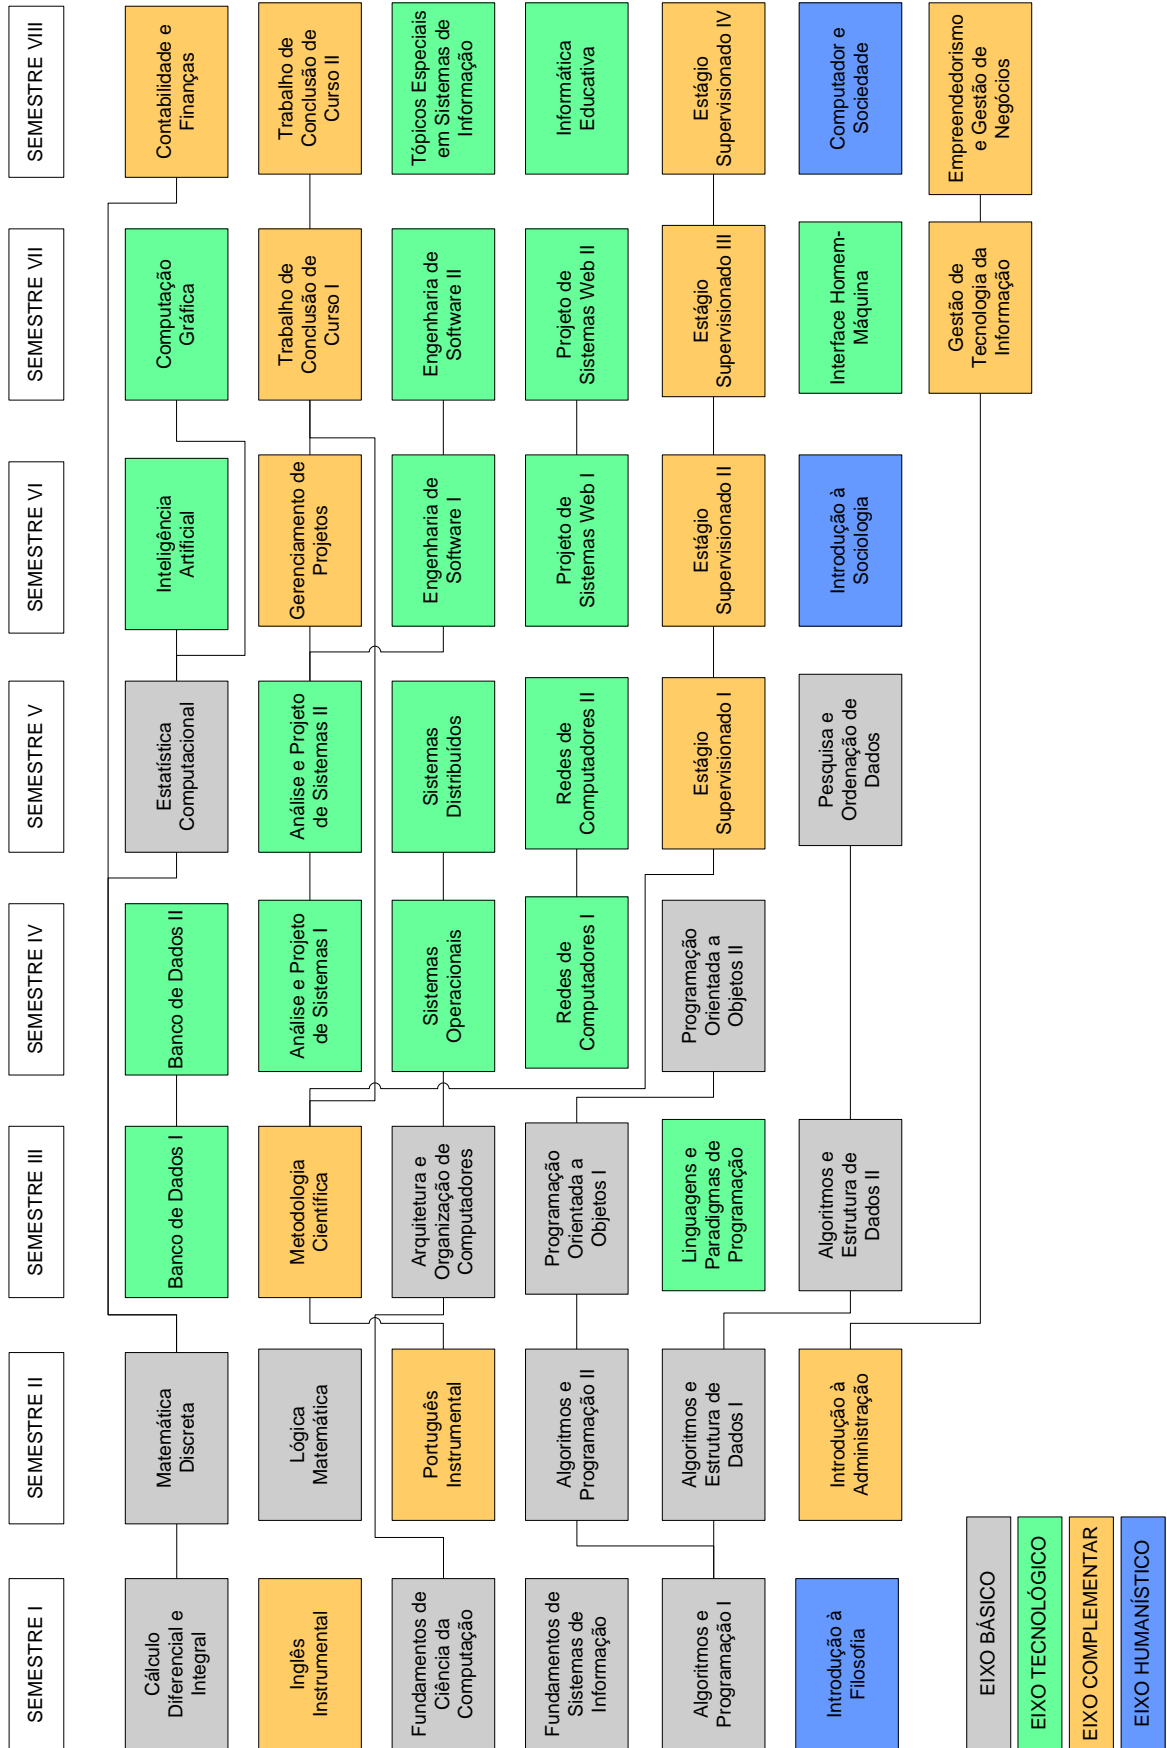 SEMESTRE I
SEMESTRE II
SEMESTRE III
SEMESTRE IV
SEMESTRE V
SEMESTRE VI
SEMESTRE VII
SEMESTRE VIII
Cálculo
Diferencial e
Integral
Matemática
Discreta
Banco de Dados I
Banco de Dados II
Estatística
Computacional
Inteligência
Artificial
Computação
Gráfica
Contabilidade e
Finanças
Inglês
Instrumental
Lógica
Matemática
Metodologia
Científica
Análise e Projeto
de Sistemas I
Análise e Projeto
de Sistemas II
Gerenciamento de
Projetos
Trabalho de
Conclusão de
Curso I
Trabalho de
Conclusão de
Curso II
Fundamentos de
Ciência da
Computação
Português
Instrumental
Arquitetura e
Organização de
Computadores
Sistemas
Operacionais
Sistemas
Distribuídos
Engenharia de
Software I
Engenharia de
Software II
Tópicos Especiais
em Sistemas de
Informação
Fundamentos de
Sistemas de
Informação
Algoritmos e
Programação II
Programação
Orientada a
Objetos I
Redes de
Computadores I
Redes de
Computadores II
Projeto de
Sistemas Web I
Projeto de
Sistemas Web II
Informática
Educativa
Algoritmos e
Programação I
Algoritmos e
Estrutura de
Dados I
Linguagens e
Paradigmas de
Programação
Programação
Orientada a
Objetos II
Estágio
Supervisionado I
Estágio
Supervisionado II
Estágio
Supervisionado III
Estágio
Supervisionado IV
Introdução à
Filosofia
Introdução à
Administração
Algoritmos e
Estrutura de
Dados II
Pesquisa e
Ordenação de
Dados
Introdução à
Sociologia
Interface Homem-
Máquina
Computador e
Sociedade
Gestão de
Tecnologia da
Informação
Empreendedorismo
e Gestão de
Negócios
EIXO BÁSICO
EIXO TECNOLÓGICO
EIXO COMPLEMENTAR
EIXO HUMANÍSTICO